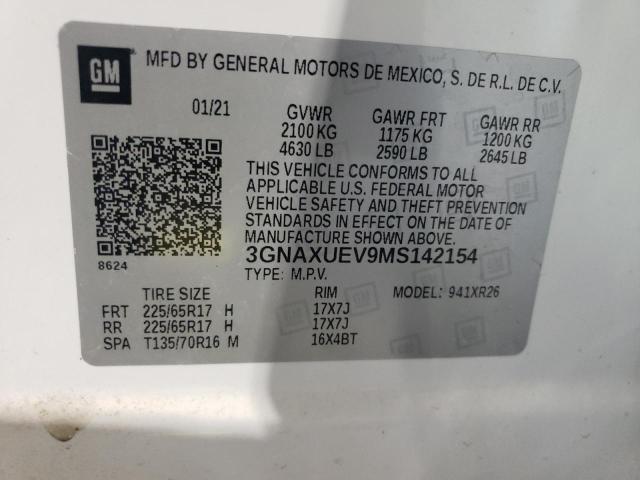 GM
MFD BY GENERAL MOTORS DE MEXICO, S. DE R.L. DE C.V.
01/21 GVWR GAWR FRT GAWR RR
2100 KG 1175 KG 1200 KG
4630 LB 2590 LB 2645 LB
THIS VEHICLE CONFORMS TO ALL
APPLICABLE U.S. FEDERAL MOTOR
VEHICLE SAFETY AND THEFT PREVENTION
STANDARDS IN EFFECT ON THE DATE OF
MANUFACTURE SHOWN ABOVE.
8624 3GNAXUEV9MS142154
TYPE: M.P.V.
TIRE SIZE RIM MODEL: 941XR26
FRT 225/65R17 H 17X7J
RR 225/65R17 H 17X7J
SPA T135/70R16 M 16X4BT